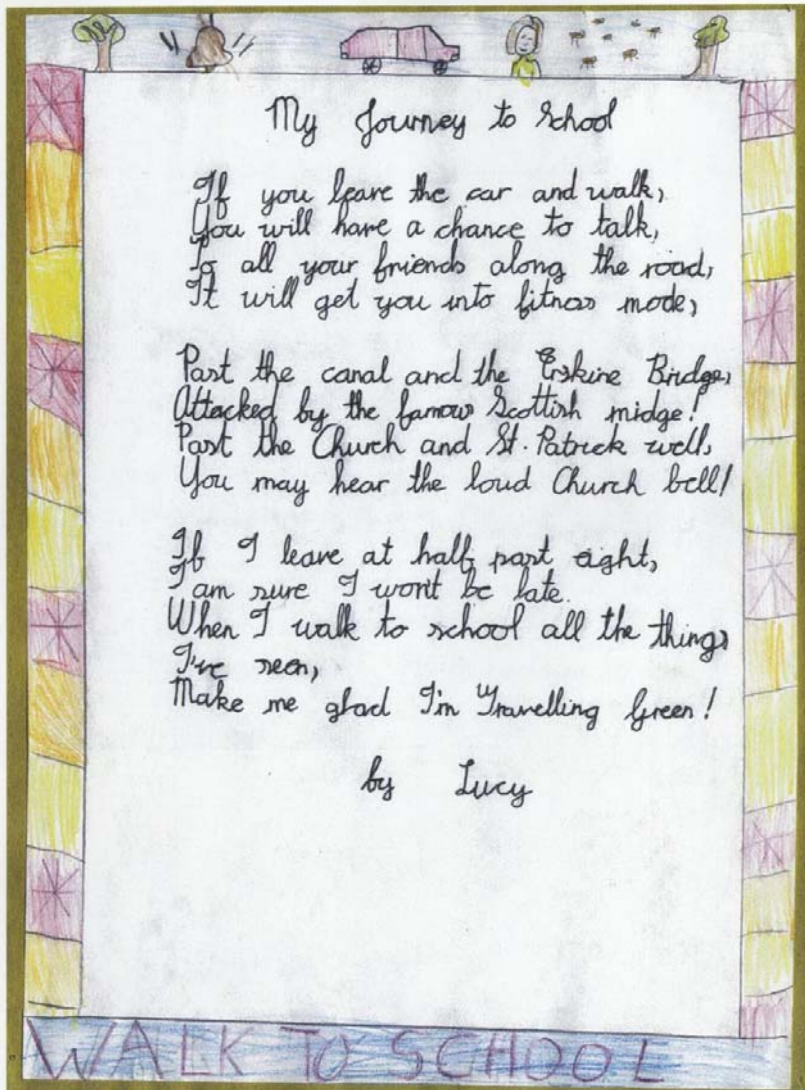 My Journey to School
If you leave the car and walk,
You will have a chance to talk,
To all your friends along the road,
It will get you into fitness mode,
Past the canal and the Erskine Bridge,
Attacked by the famous Scottish midge!
Past the Church and St. Patrick well,
You may hear the loud Church bell!
If I leave at half past eight,
I am sure I wont be late.
When I walk to school all the things
I've seen,
Make me glad I'm Travelling Green!
by Lucy
WALK TO SCHOOL